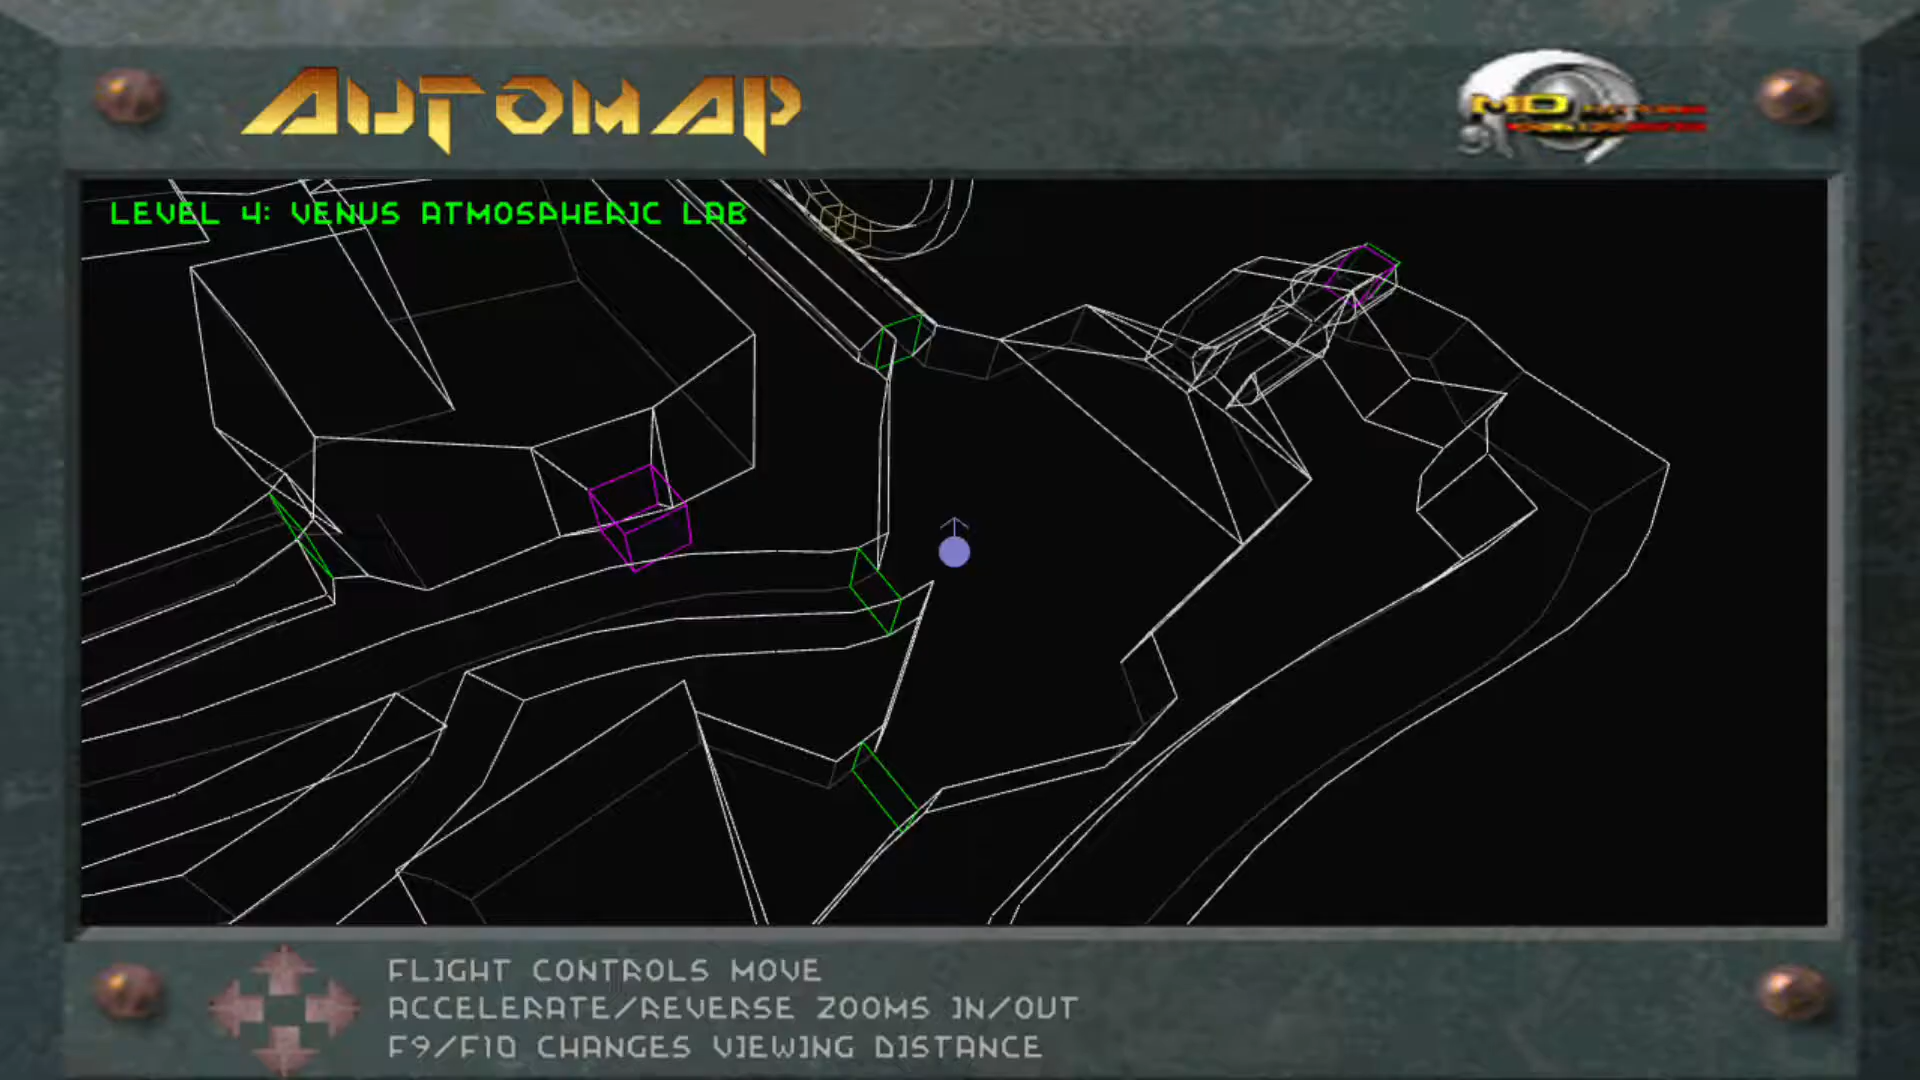 AUTOMAP
MD
LEVEL 4: VENUS ATMOSPHERIC LAB
FLIGHT CONTROLS MOVE
ACCELERATE/REVERSE ZOOMS IN/OUT
F9/F10 CHANGES VIEWING DISTANCE